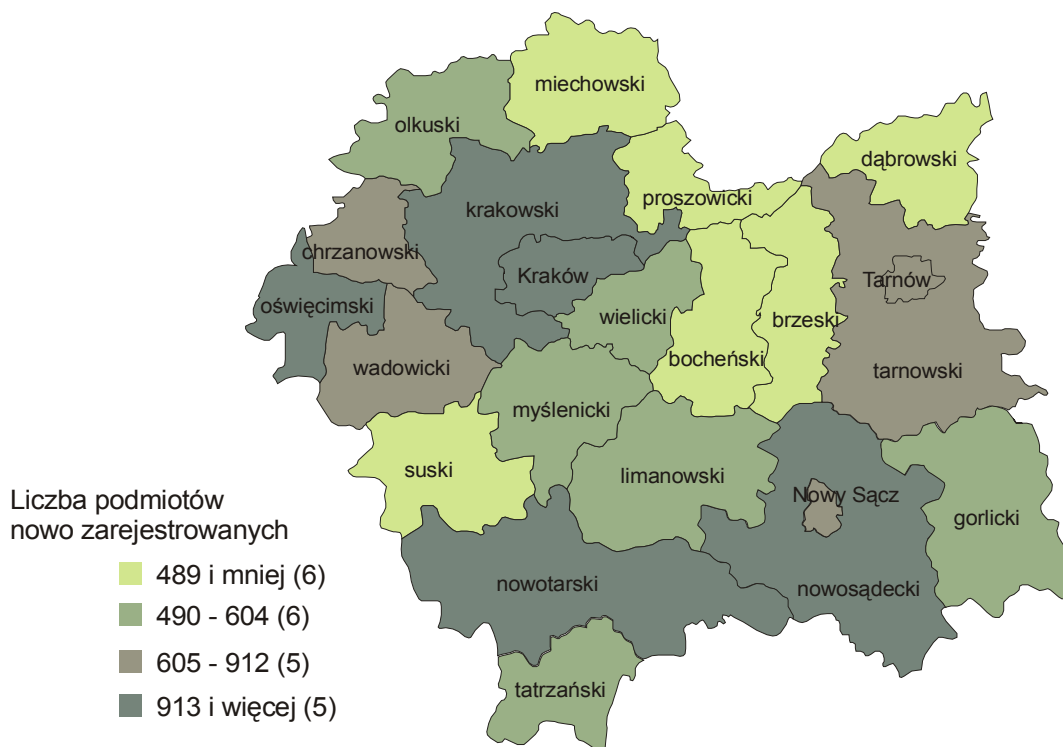 miechowski
olkuski
dąbrowski
proszowicki
krakowski
chrzanowski
Kraków
Tarnów
oświęcimski
wielicki
brzeski
bocheński
wadowicki
tarnowski
myślenicki
suski
limanowski
Nowy Sącz
gorlicki
nowotarski
nowosądecki
tatrzański
Liczba podmiotów
nowo zarejestrowanych
489 i mniej (6)
490 - 604 (6)
605 - 912 (5)
913 i więcej (5)